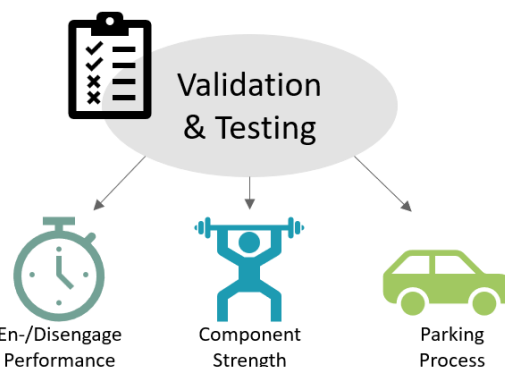 Validation
& Testing
En-/Disengage
Performance
Component
Strength
Parking
Process